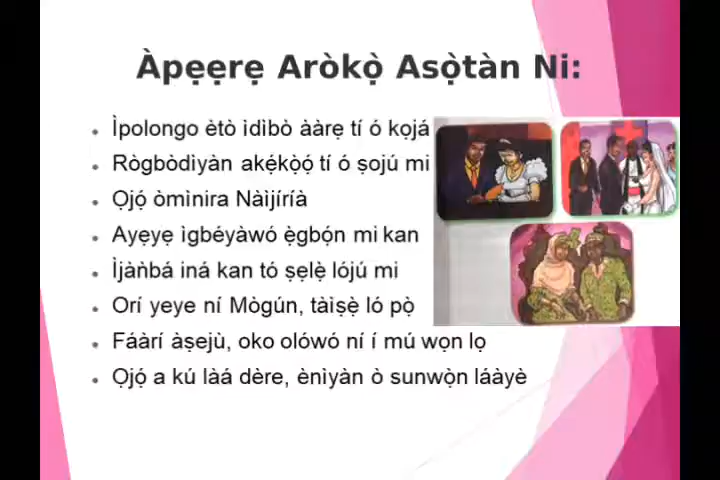 Àpẹẹrẹ Aròkọ̀ Asọ̀tàn Ni:
Ìpolongo ètò ìdìbò ààrẹ tí ó kọjá
Rògbòdìyàn akẹ́kọ̀ọ́ tí ó ṣojú mi
Ọjọ́ òmìnira Nàìjíríà
Ayẹyẹ ìgbéyàwó ẹ̀gbọ́n mi kan
Ìjàǹbá iná kan tó ṣẹlẹ̀ lójú mi
Orí yeye ní Mògún, tàìṣẹ̀ ló pọ̀
Fáàrí àṣejù, oko olówó ní í mú wọn lọ
Ọjọ́ a kú làá dère, ènìyàn ò sunwọ̀n láàyè